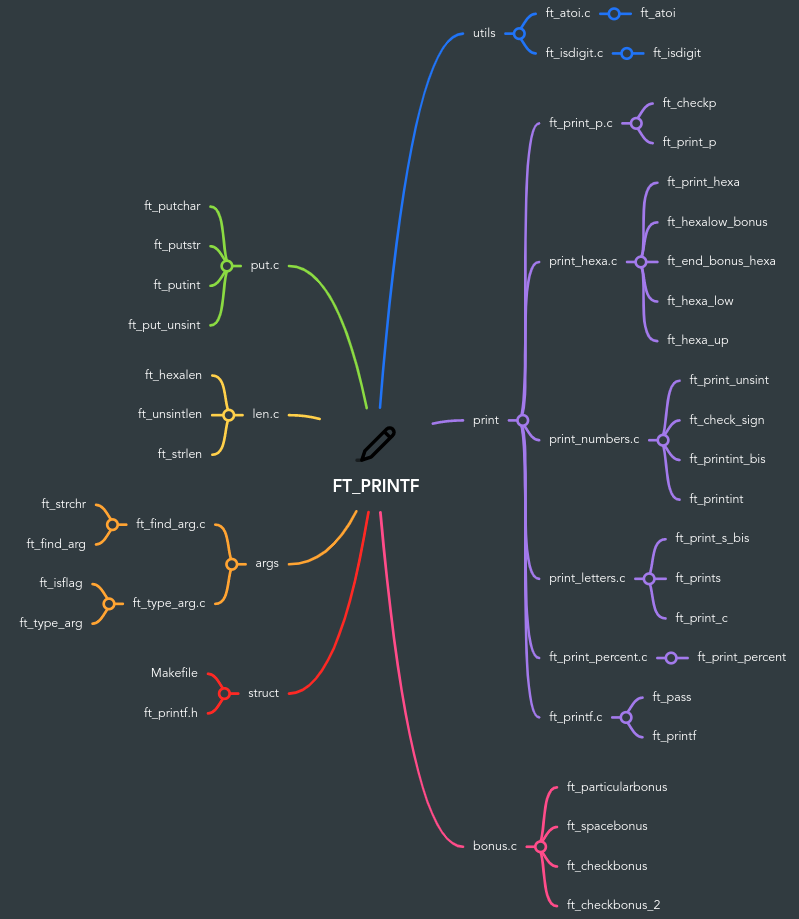 FT_PRINTF
utils
ft_atoi.c
ft_atoi
ft_isdigit.c
ft_isdigit
print
ft_print_p.c
ft_checkp
ft_print_p
print_hexa.c
ft_print_hexa
ft_hexalow_bonus
ft_end_bonus_hexa
ft_hexa_low
ft_hexa_up
print_numbers.c
ft_print_unsint
ft_check_sign
ft_printint_bis
ft_printint
print_letters.c
ft_print_s_bis
ft_prints
ft_print_c
ft_print_percent.c
ft_print_percent
ft_printf.c
ft_pass
ft_printf
bonus.c
ft_particularbonus
ft_spacebonus
ft_checkbonus
ft_checkbonus_2
put.c
ft_putchar
ft_putstr
ft_putint
ft_put_unsint
len.c
ft_hexalen
ft_unsintlen
ft_strlen
args
ft_find_arg.c
ft_strchr
ft_find_arg
ft_type_arg.c
ft_isflag
ft_type_arg
struct
Makefile
ft_printf.h